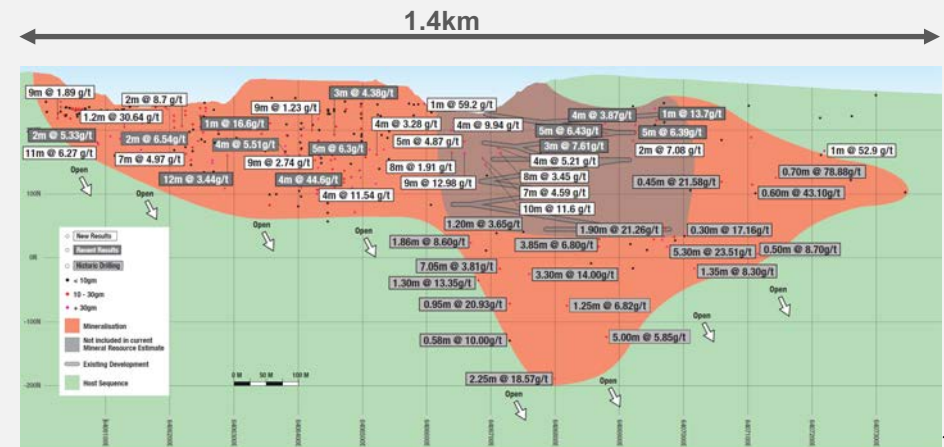 1.4km
9m @ 1.89 g/t
2m @ 8.7 g/t
1.2m @ 30.64 g/t
2m @ 5.33g/t
11m @ 6.27 g/t
1m @ 16.6g/t
2m @ 6.54g/t
7m @ 4.97 g/t
12m @ 3.44g/t
3m @ 4.38g/t
9m @ 1.23 g/t
4m @ 5.51g/t
9m @ 2.74 g/t
4m @ 44.6g/t
5m @ 6.3g/t
4m @ 11.54 g/t
4m @ 3.28 g/t
5m @ 4.87 g/t
8m @ 1.91 g/t
9m @ 12.98 g/t
1m @ 59.2 g/t
4m @ 9.94 g/t
4m @ 3.87g/t
5m @ 6.43g/t
3m @ 7.61g/t
4m @ 5.21 g/t
8m @ 3.45 g/t
7m @ 4.59 g/t
10m @ 11.6 g/t
1m @ 13.7g/t
5m @ 6.39g/t
2m @ 7.08 g/t
0.45m @ 21.58g/t
1m @ 52.9 g/t
0.70m @ 78.88g/t
0.60m @ 43.10g/t
1.20m @ 3.65g/t
1.90m @ 21.26g/t
0.30m @ 17.16g/t
1.86m @ 8.60g/t
3.85m @ 6.80g/t
5.30m @ 23.51g/t
0.50m @ 8.70g/t
7.05m @ 3.81g/t
3.30m @ 14.00g/t
1.35m @ 8.30g/t
1.30m @ 13.35g/t
0.95m @ 20.93g/t
1.25m @ 6.82g/t
0.58m @ 10.00g/t
5.00m @ 5.85g/t
2.25m @ 18.57g/t
Open
Open
Open
Open
Open
Open
Open
Open
New Results
Recent Results
Historic Drilling
< 10gm
10 - 30gm
+ 30gm
Mineralisation
Not included in current
Mineral Resource Estimate
Existing Development
Host Sequence
0 M
50 M
100 M